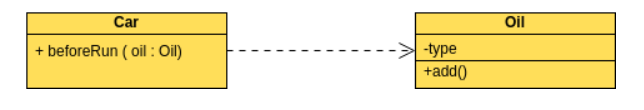 Car
+ beforeRun ( oil : Oil)
Oil
-type
+add()